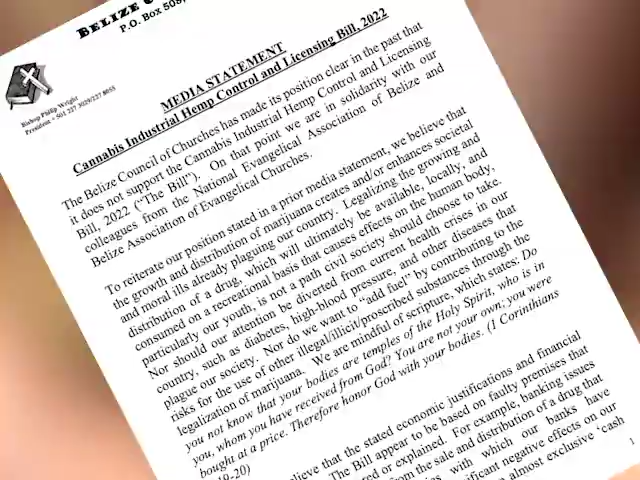 BELIZE
P.O. Box 508,
Bishop Philip Wright
President • 501 227 3029/227 8055
MEDIA STATEMENT
Cannabis Industrial Hemp Control and Licensing Bill, 2022
The Belize Council of Churches has made its position clear in the past that
it does not support the Cannabis Industrial Hemp Control and Licensing
Bill, 2022 ("The Bill"). On that point we are in solidarity with our
colleagues from the National Evangelical Association of Belize and
Belize Association of Evangelical Churches.
To reiterate our position stated in a prior media statement, we believe that
the growth and distribution of marijuana creates and/or enhances societal
and moral ills already plaguing our country. Legalizing the growing and
distribution of a drug, which will ultimately be available, locally, and
consumed on a recreational basis that causes effects on the human body,
particularly our youth, is not a path civil society should choose to take.
Nor should our attention be diverted from current health crises in our
country, such as diabetes, high-blood pressure, and other diseases that
plague our society. Nor do we want to "add fuel" by contributing to the
risks for the use of other illegal/illicit/proscribed substances through the
legalization of marijuana. We are mindful of scripture, which states: Do
you not know that your bodies are temples of the Holy Spirit, who is in
you, whom you have received from God? You are not your own; you were
bought at a price. Therefore honor God with your bodies. (1 Corinthians
9-20)
believe that the stated economic justifications and financial
The Bill appear to be based on faulty premises that
or explained. For example, banking issues
from the sale and distribution of a drug that
with which our banks have
significant negative effects on our
almost exclusive 'cash